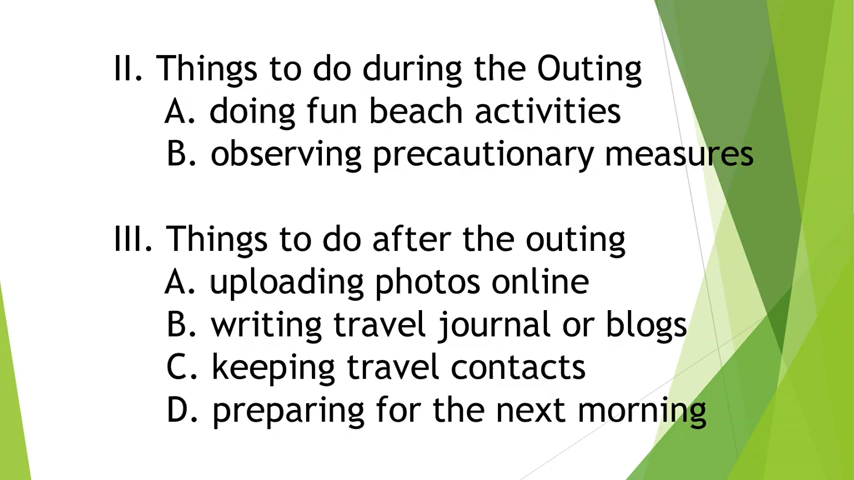 II. Things to do during the Outing
A. doing fun beach activities
B. observing precautionary measures
III. Things to do after the outing
A. uploading photos online
B. writing travel journal or blogs
C. keeping travel contacts
D. preparing for the next morning